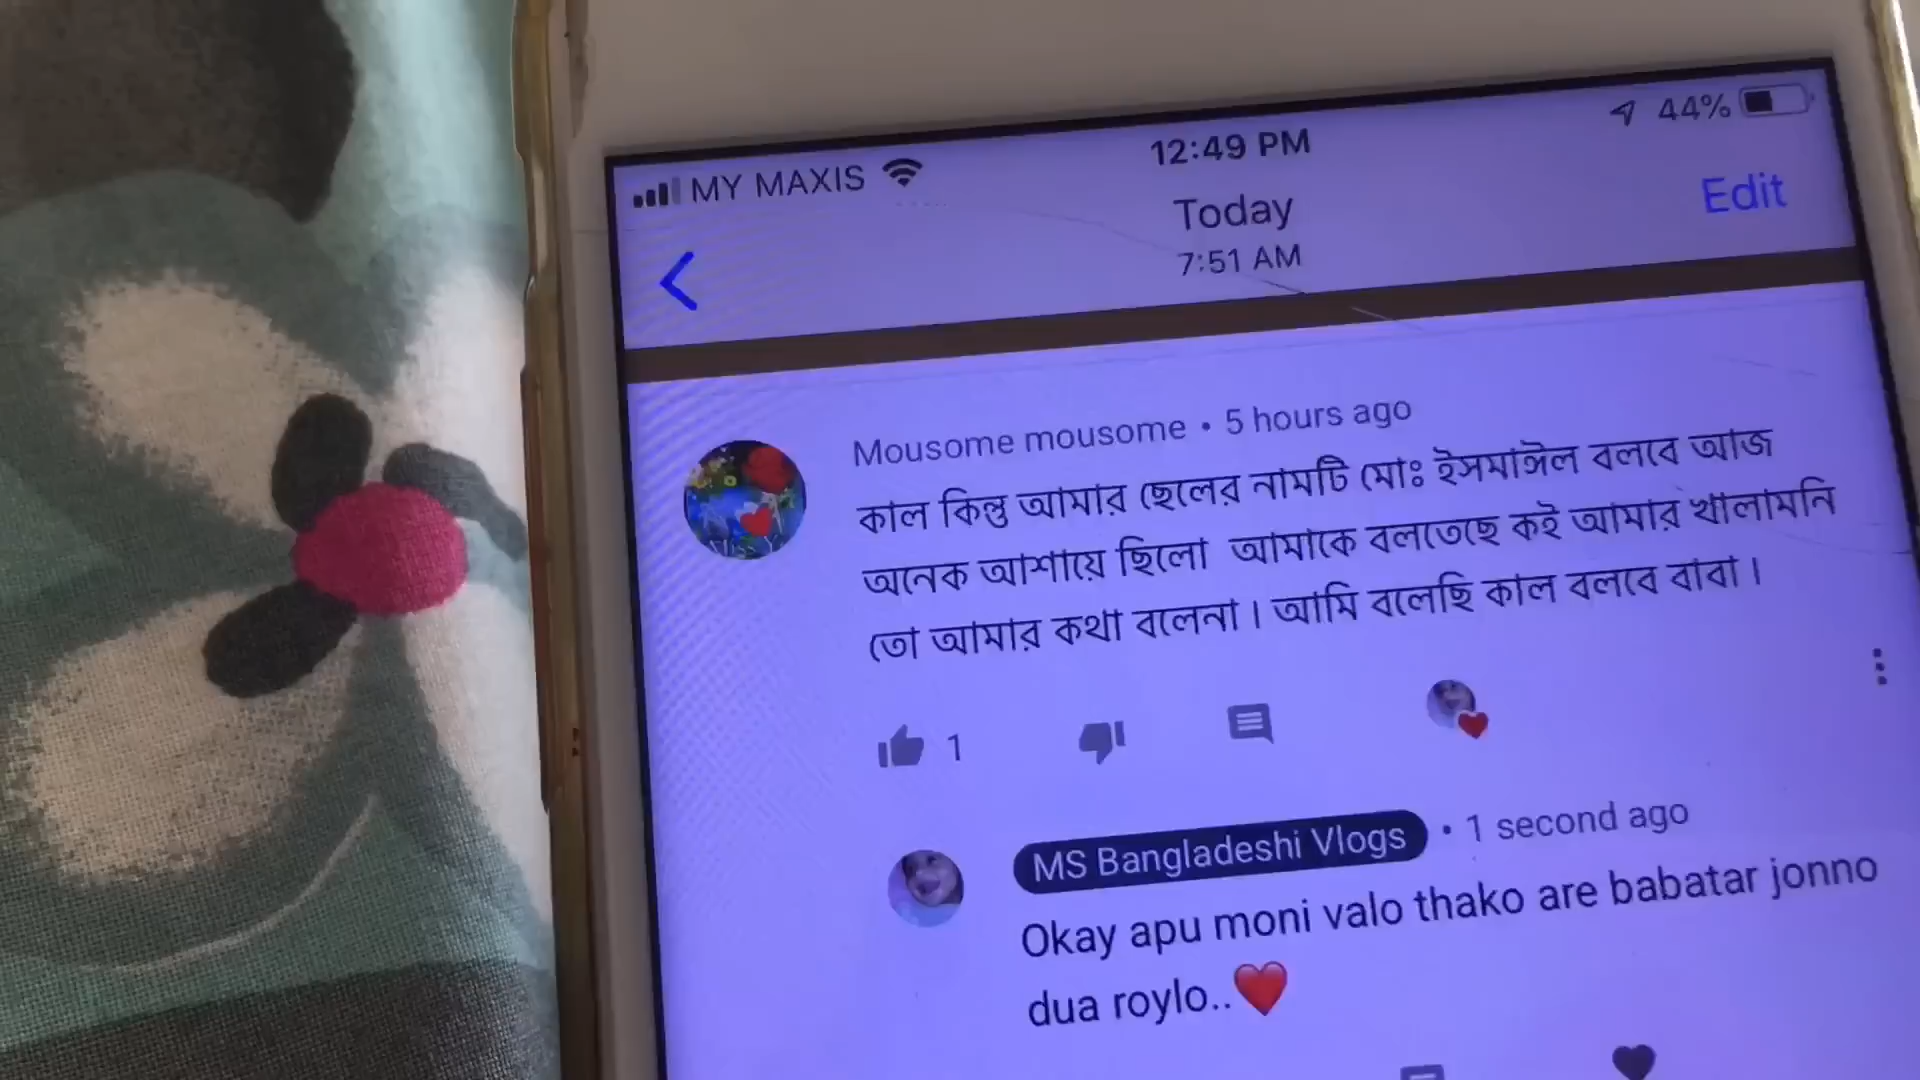 MY MAXIS
12:49 PM
44%
Today
7:51 AM
Edit
Mousome mousome • 5 hours ago
কাল কিন্তু আমার ছেলের নামটি মোঃ ইসমাঈল বলবে আজ
অনেক আশায়ে ছিলো আমাকে বলতেছে কই আমার খালামনি
তো আমার কথা বলেনা। আমি বলেছি কাল বলবে বাবা।
1
MS Bangladeshi Vlogs • 1 second ago
Okay apu moni valo thako are babatar jonno
dua roylo..❤️